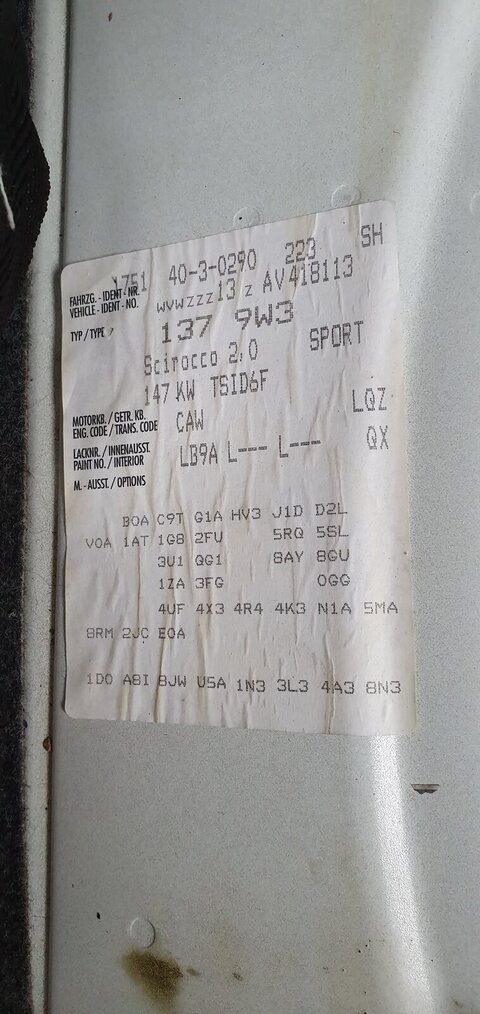 1751 40-3-0290 223 SH
FAHRZG. - IDENT - NR.
VEHICLE - IDENT - NO. WVWZZZ13 Z AV418113
TYP / TYPE 137 9W3
Scirocco 2,0 SPORT
147 KW TSID6F
MOTORKB. / GETR. KB.
ENG. CODE / TRANS. CODE CAW LQZ
LACKNR. / INNENAUSST.
PAINT NO. / INTERIOR LB9A L--- L--- QX
M. - AUSST. / OPTIONS
B0A C9T G1A HV3 J1D D2L
V0A 1AT 1G8 2FU 5RQ 5SL
3U1 QG1 8AY 8GU
1ZA 3FG 0GG
4UF 4X3 4R4 4K3 N1A 5MA
8RM 2JC E0A
1D0 A8I 8JW U5A 1N3 3L3 4A3 8N3